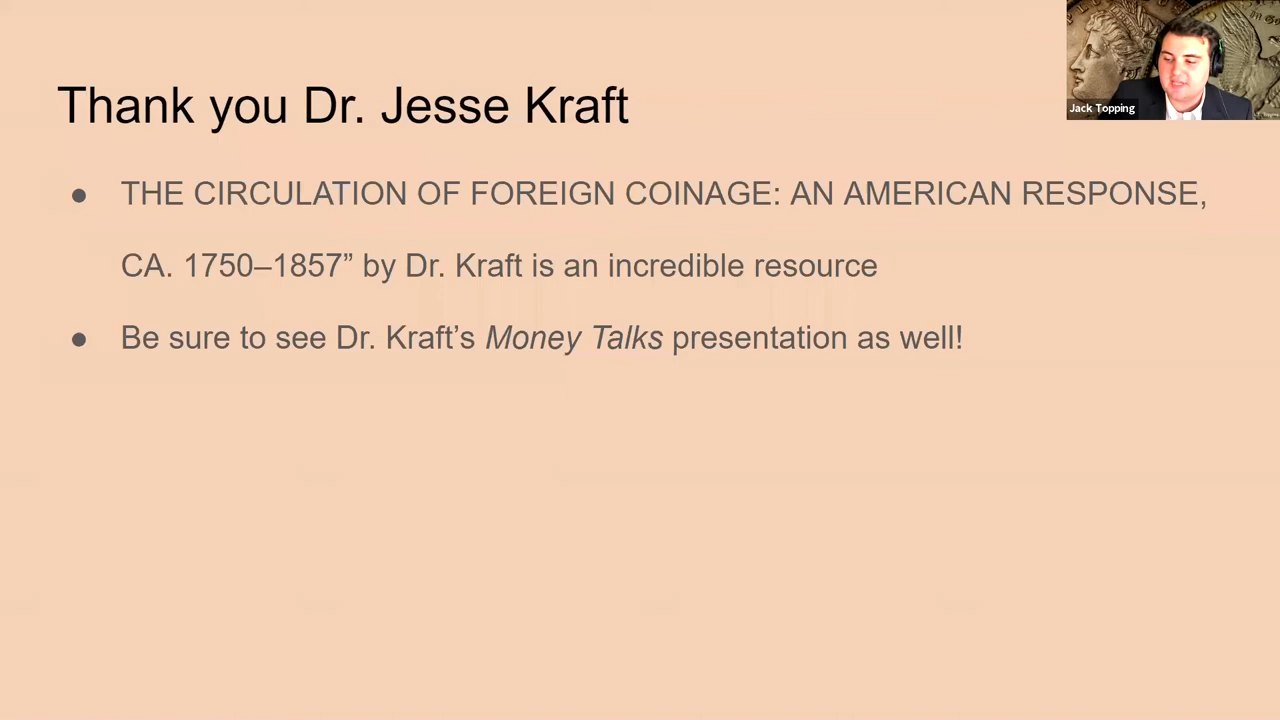 Thank you Dr. Jesse Kraft
● THE CIRCULATION OF FOREIGN COINAGE: AN AMERICAN RESPONSE,
CA. 1750–1857” by Dr. Kraft is an incredible resource
● Be sure to see Dr. Kraft’s Money Talks presentation as well!
Jack Topping